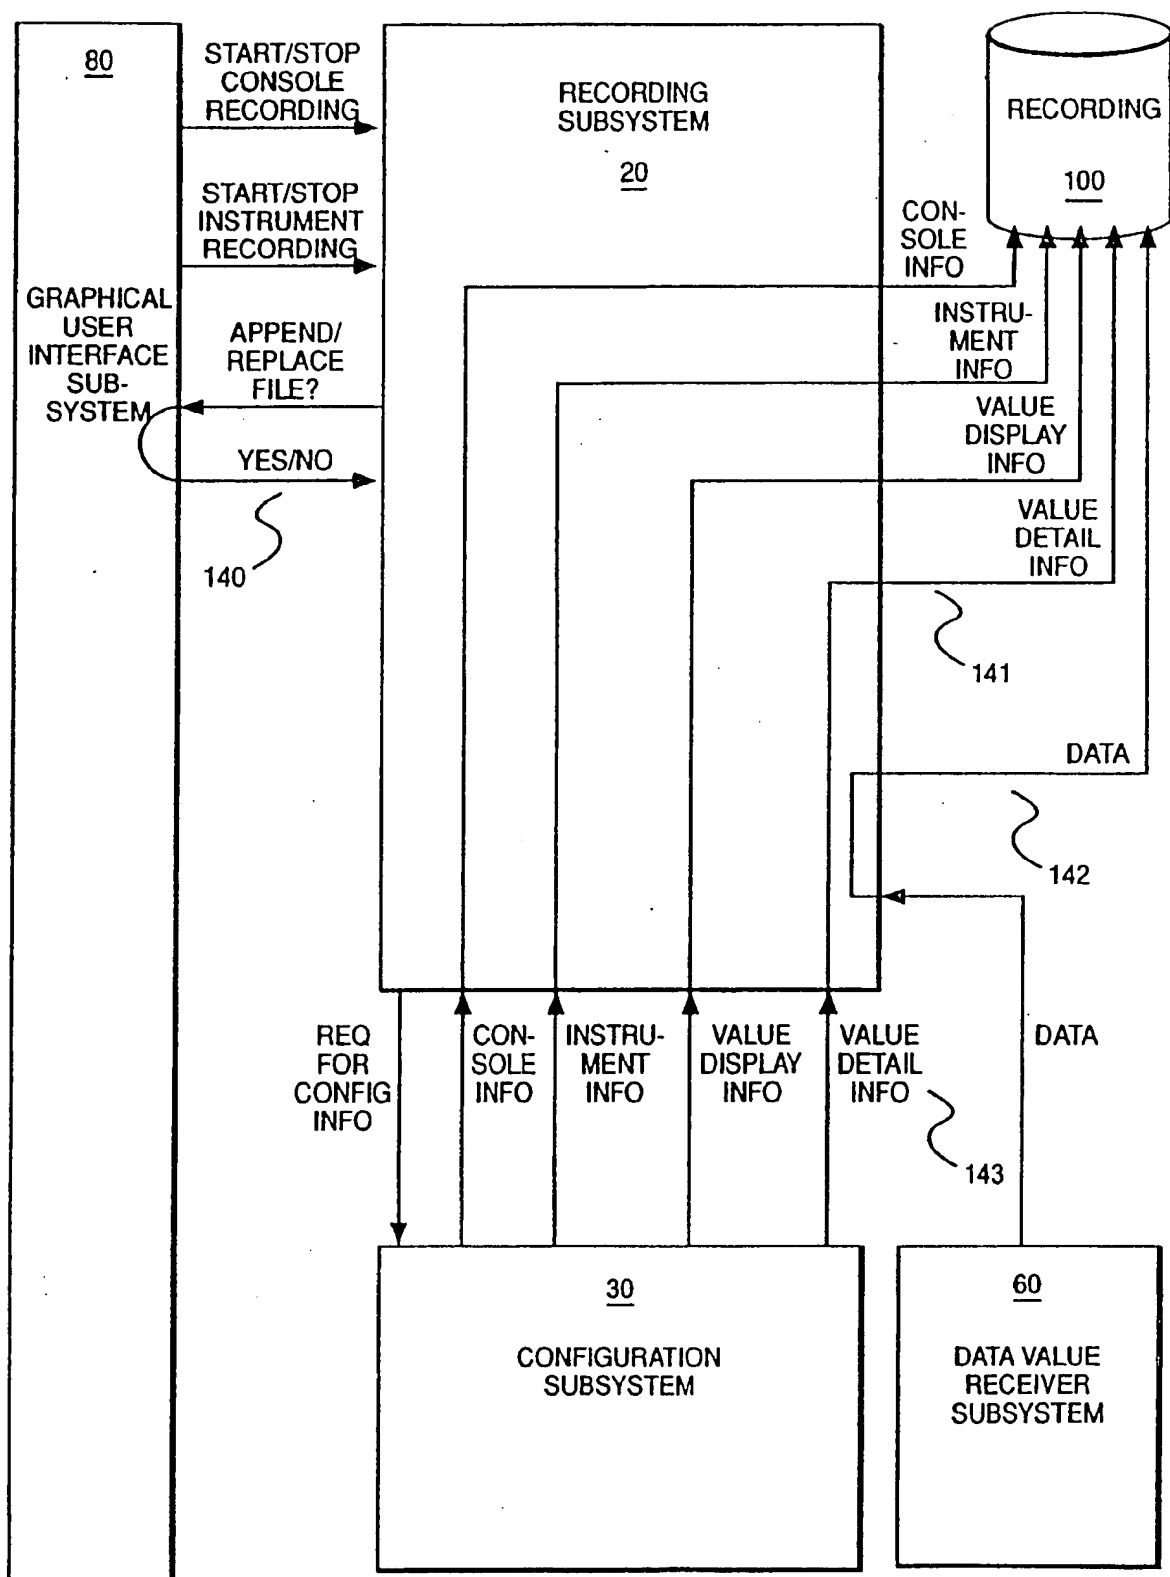 80
START/STOP
CONSOLE
RECORDING
START/STOP
INSTRUMENT
RECORDING
GRAPHICAL
USER
INTERFACE
SUB-
SYSTEM
APPEND/
REPLACE
FILE?
YES/NO
140
RECORDING
SUBSYSTEM
20
RECORDING
100
CON-
SOLE
INFO
INSTRU-
MENT
INFO
VALUE
DISPLAY
INFO
VALUE
DETAIL
INFO
141
DATA
142
REQ
FOR
CONFIG
INFO
CON-
SOLE
INFO
INSTRU-
MENT
INFO
VALUE
DISPLAY
INFO
VALUE
DETAIL
INFO
DATA
143
30
CONFIGURATION
SUBSYSTEM
60
DATA VALUE
RECEIVER
SUBSYSTEM